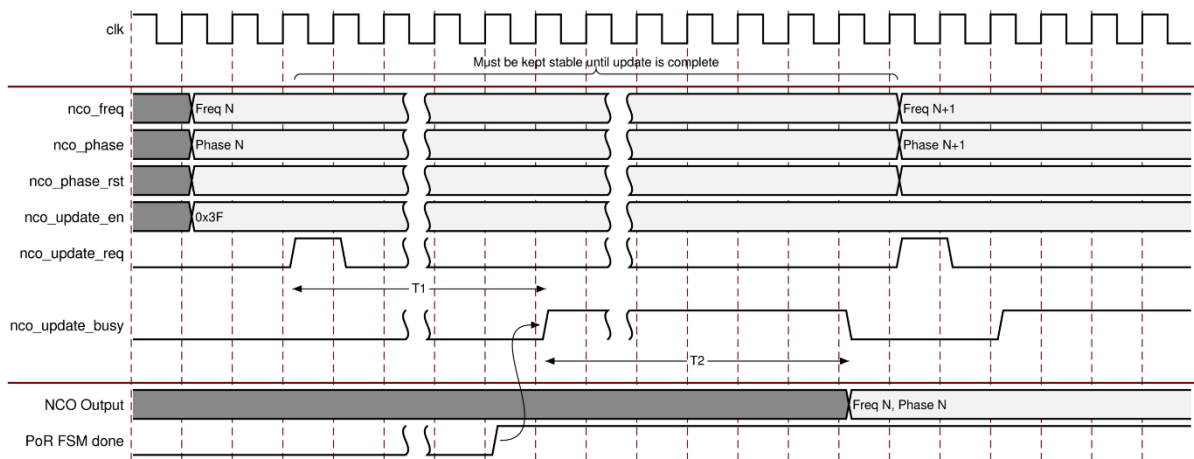 clk
Must be kept stable until update is complete
nco_freq Freq N Freq N+1
nco_phase Phase N Phase N+1
nco_phase_rst
nco_update_en 0x3F
nco_update_req
T1
nco_update_busy
T2
NCO Output Freq N, Phase N
PoR FSM done